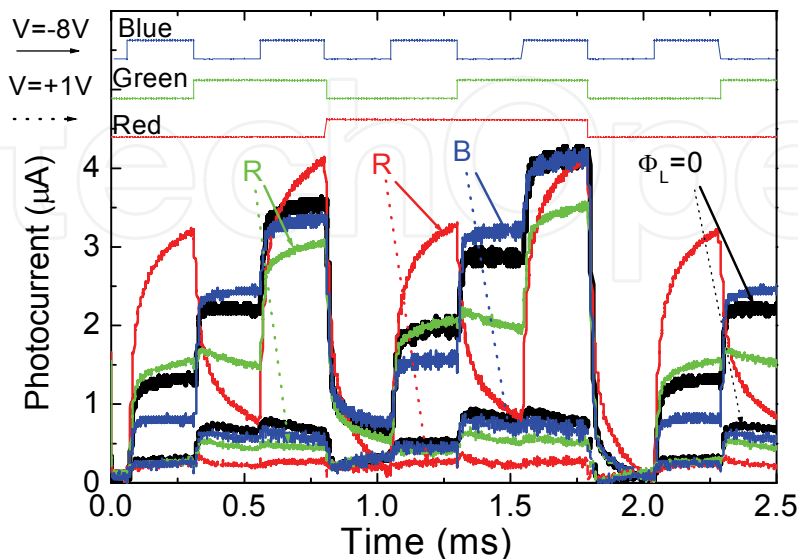 V=-8V
Blue
V=+1V
Green
Red
techOpe
R R B Φ_L=0
4
3
2
1
0
Photocurrent (μA)
0.0 0.5 1.0 1.5 2.0 2.5
Time (ms)